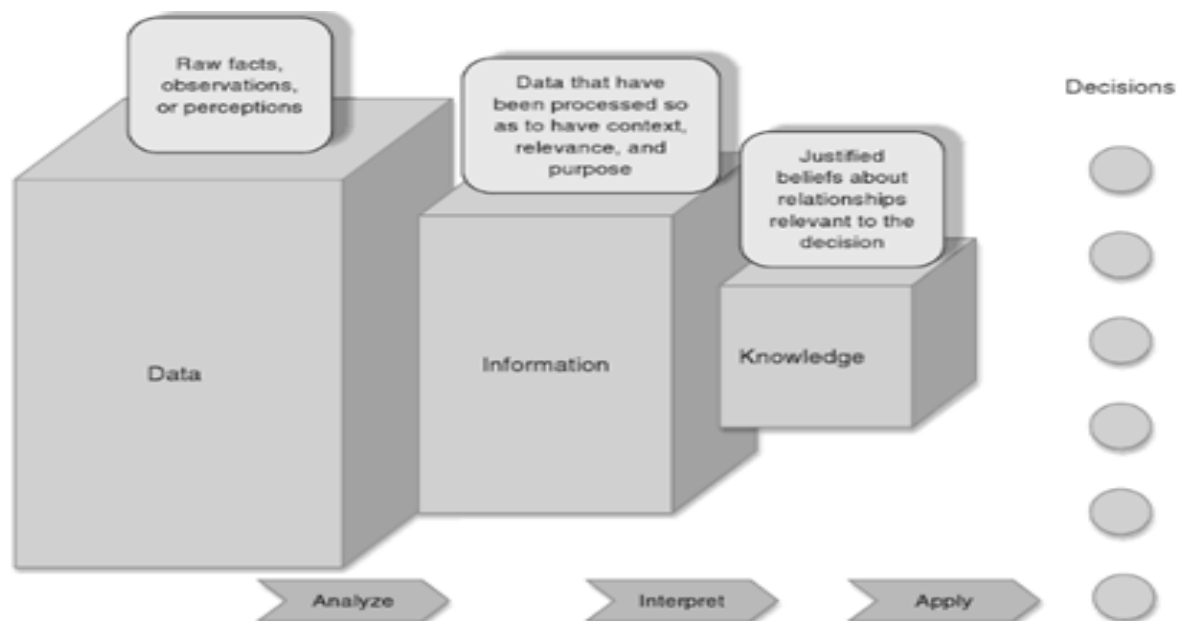 Raw facts,
observations,
or perceptions
Data that have
been processed so
as to have context,
relevance, and
purpose
Justified
beliefs about
relationships
relevant to the
decision
Decisions
Data
Information
Knowledge
Analyze
Interpret
Apply